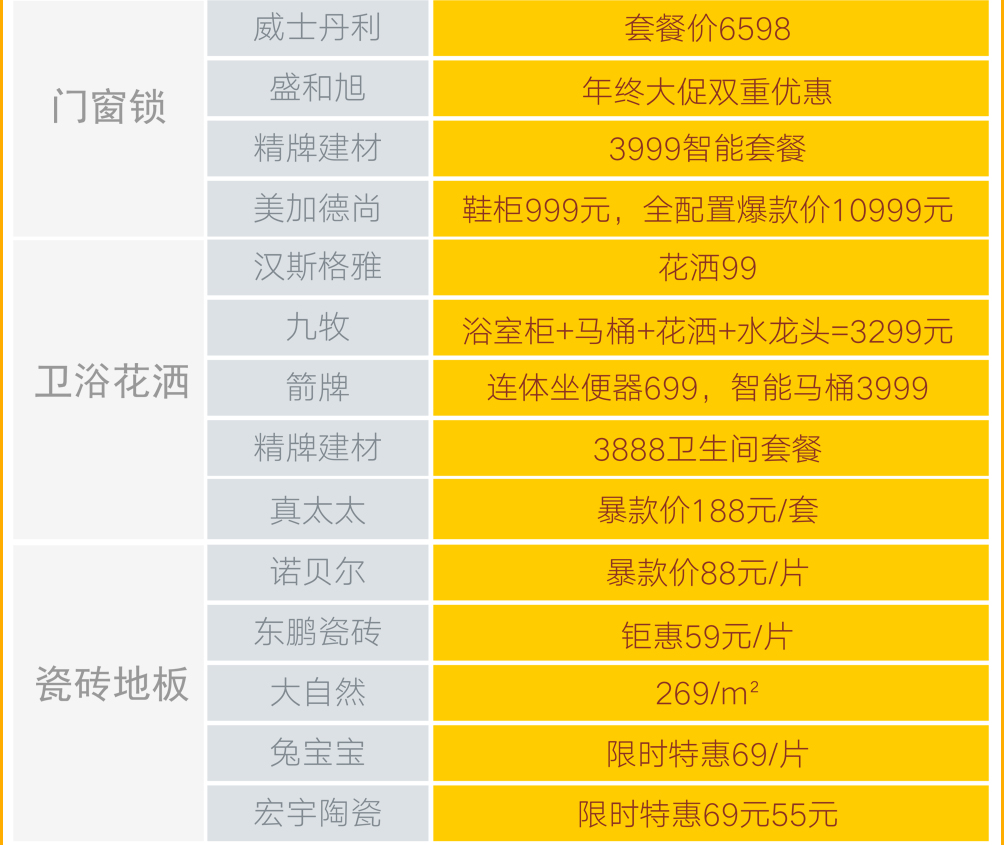 门窗锁
威士丹利 套餐价6598
盛和旭 年终大促双重优惠
精牌建材 3999智能套餐
美加德尚 鞋柜999元，全配置爆款价10999元
卫浴花洒
汉斯格雅 花洒99
九牧 浴室柜+马桶+花洒+水龙头=3299元
箭牌 连体坐便器699，智能马桶3999
精牌建材 3888卫生间套餐
真太太 暴款价188元/套
瓷砖地板
诺贝尔 暴款价88元/片
东鹏瓷砖 钜惠59元/片
大自然 269/m²
兔宝宝 限时特惠69/片
宏宇陶瓷 限时特惠69元55元